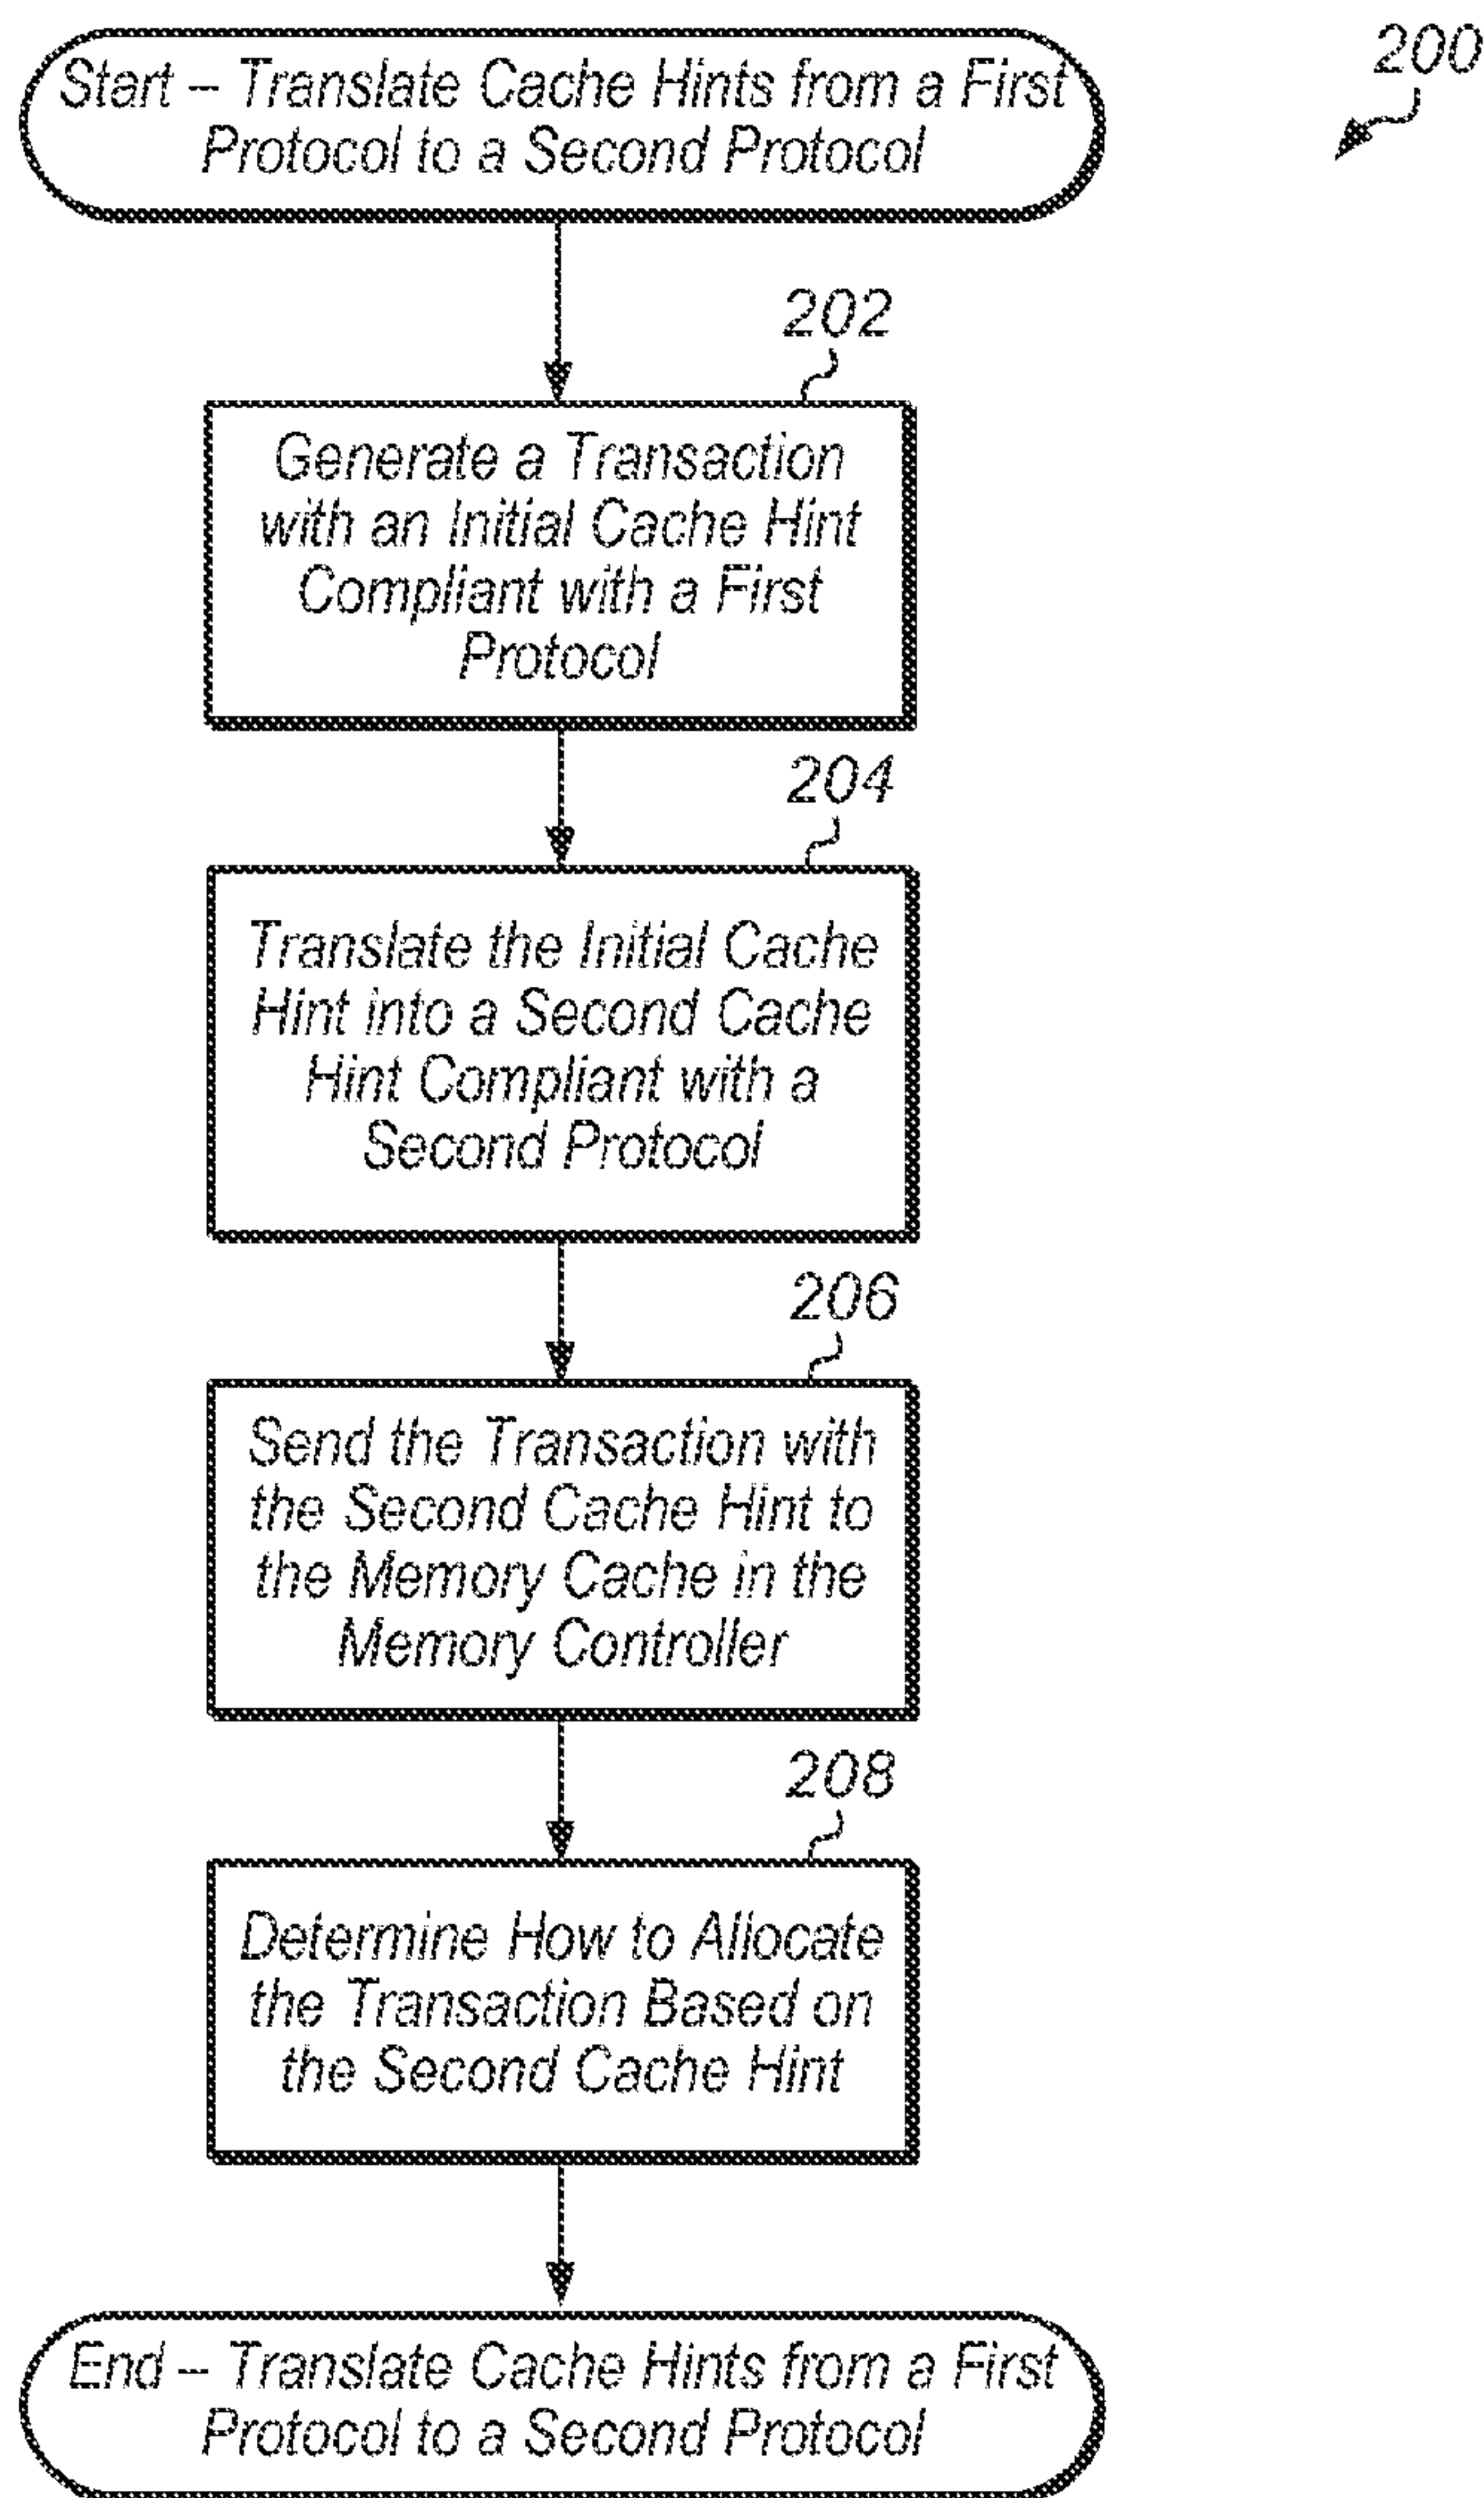 200
Start – Translate Cache Hints from a First
Protocol to a Second Protocol
202
Generate a Transaction
with an Initial Cache Hint
Compliant with a First
Protocol
204
Translate the Initial Cache
Hint into a Second Cache
Hint Compliant with a
Second Protocol
206
Send the Transaction with
the Second Cache Hint to
the Memory Cache in the
Memory Controller
208
Determine How to Allocate
the Transaction Based on
the Second Cache Hint
End – Translate Cache Hints from a First
Protocol to a Second Protocol